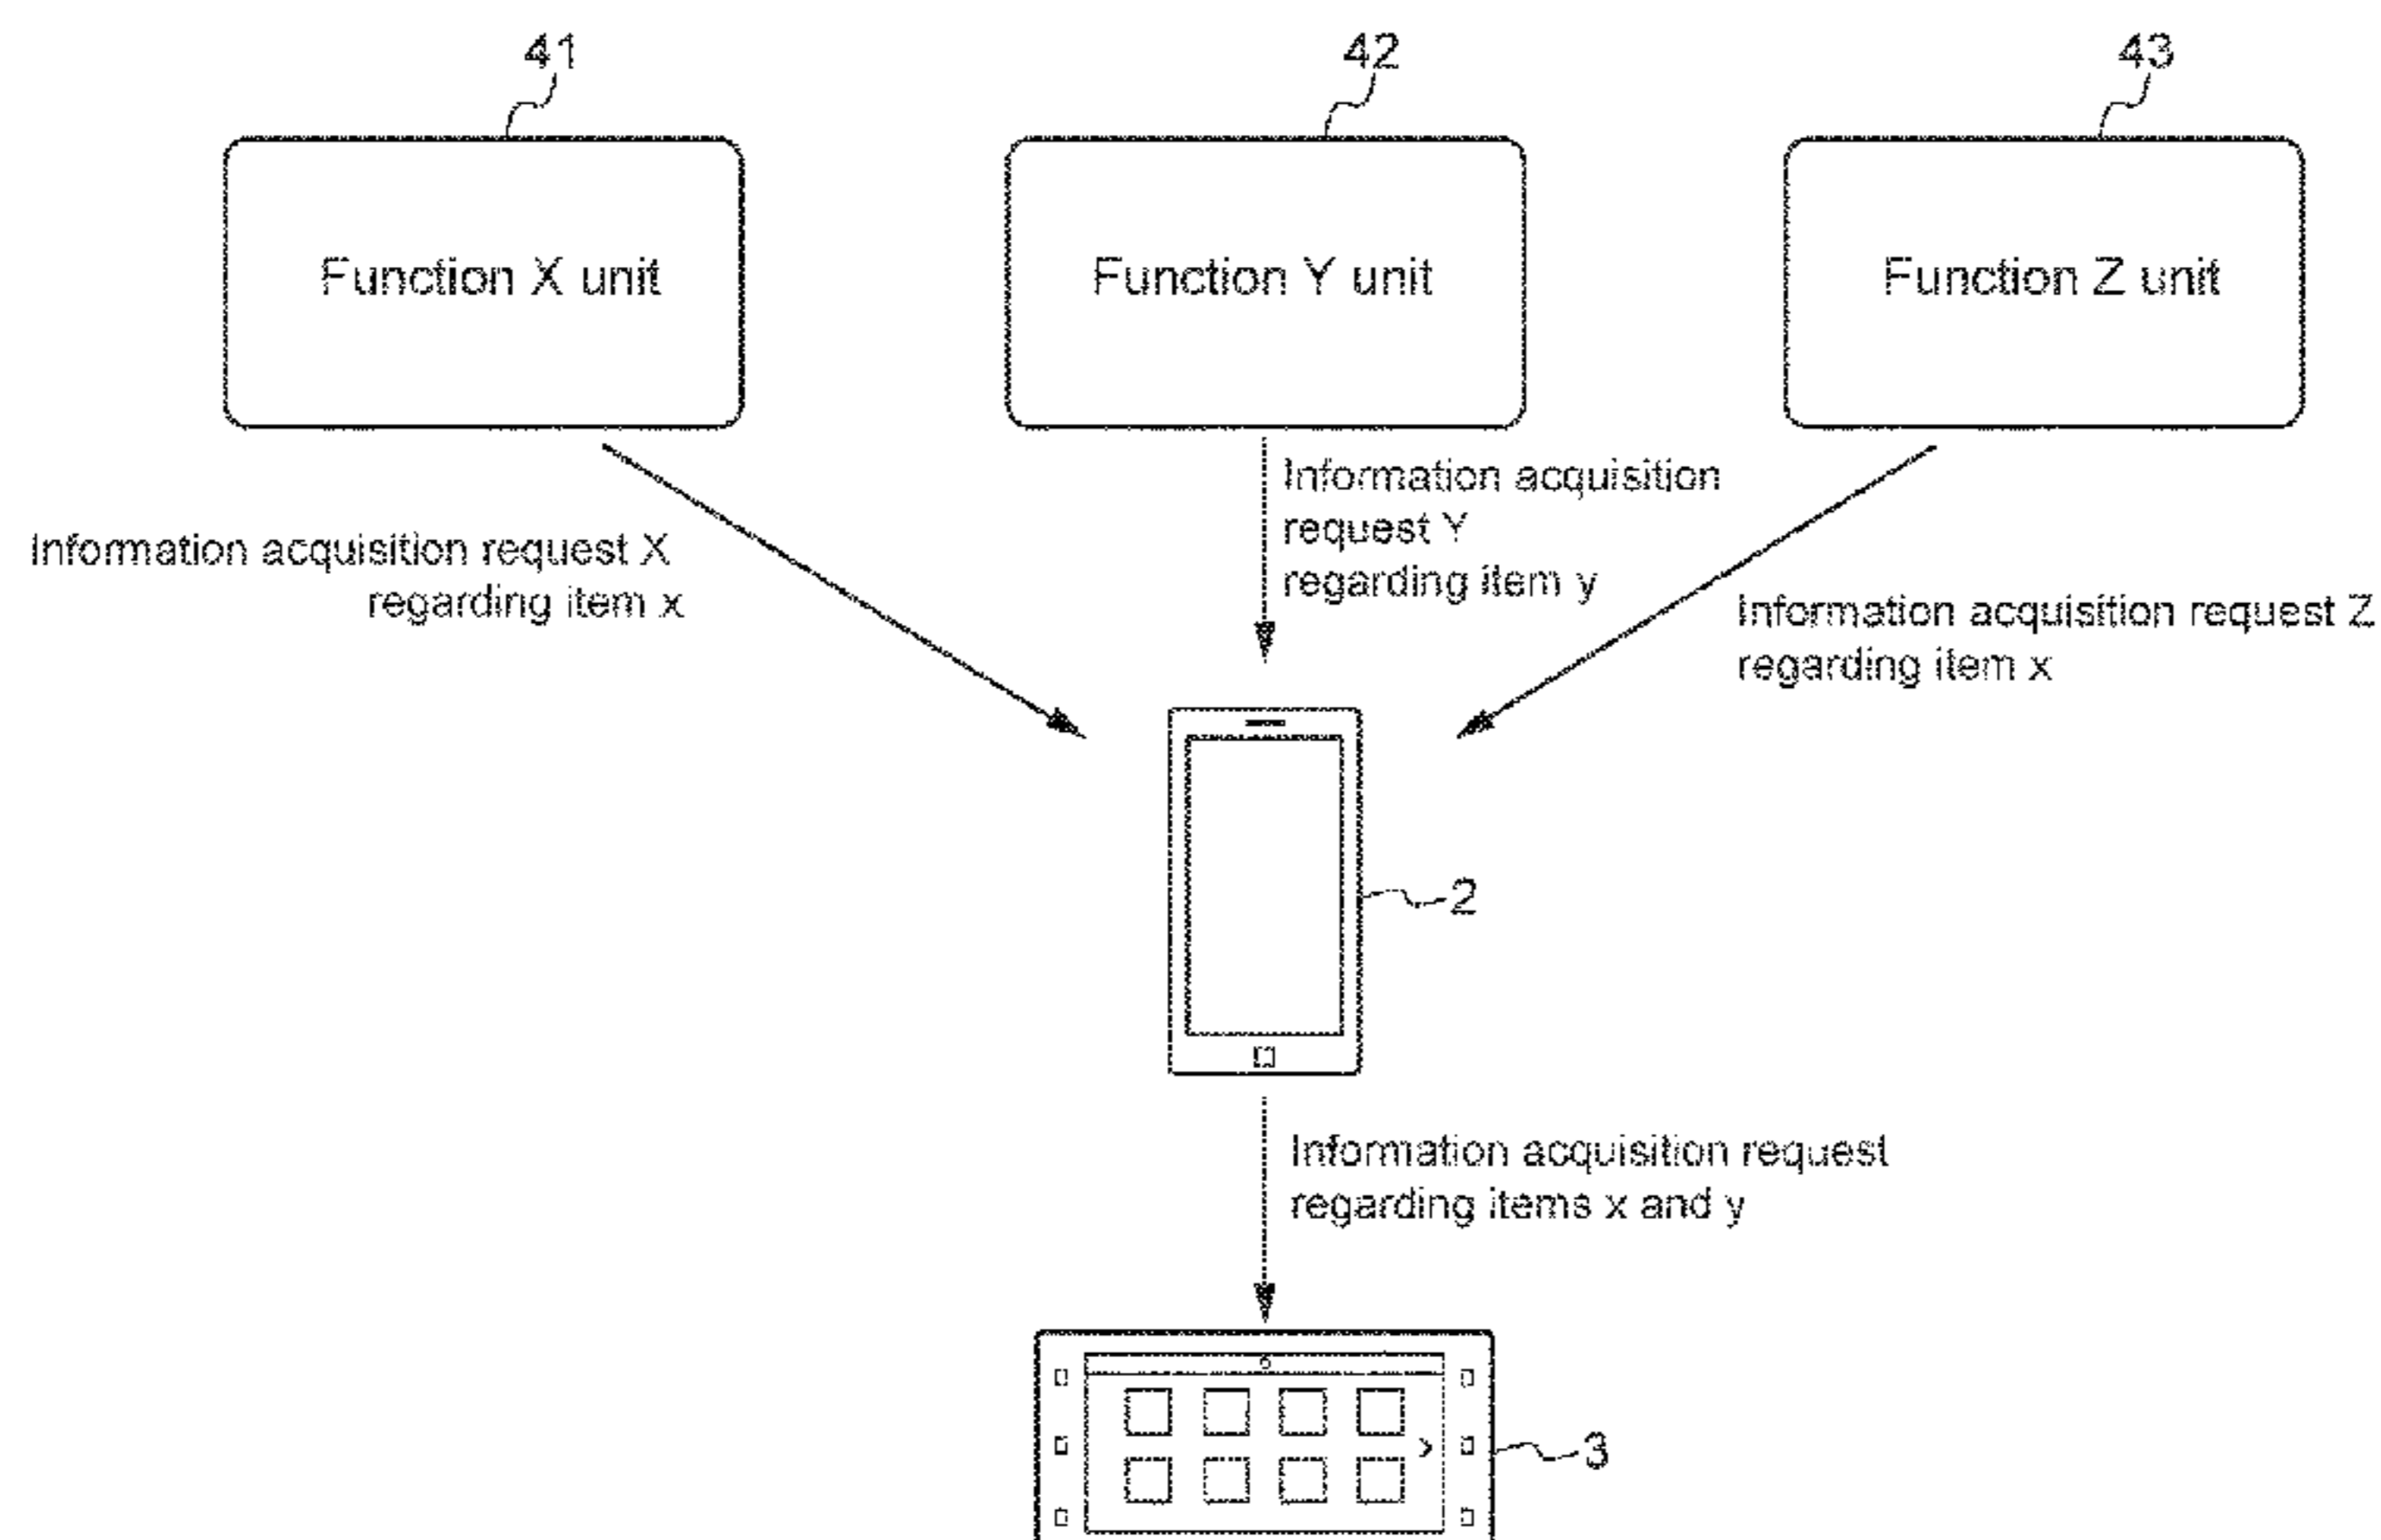 41
42
43
Function X unit
Function Y unit
Function Z unit
Information acquisition request X
regarding item x
Information acquisition
request Y
regarding item y
Information acquisition request Z
regarding item x
2
Information acquisition request
regarding items x and y
3